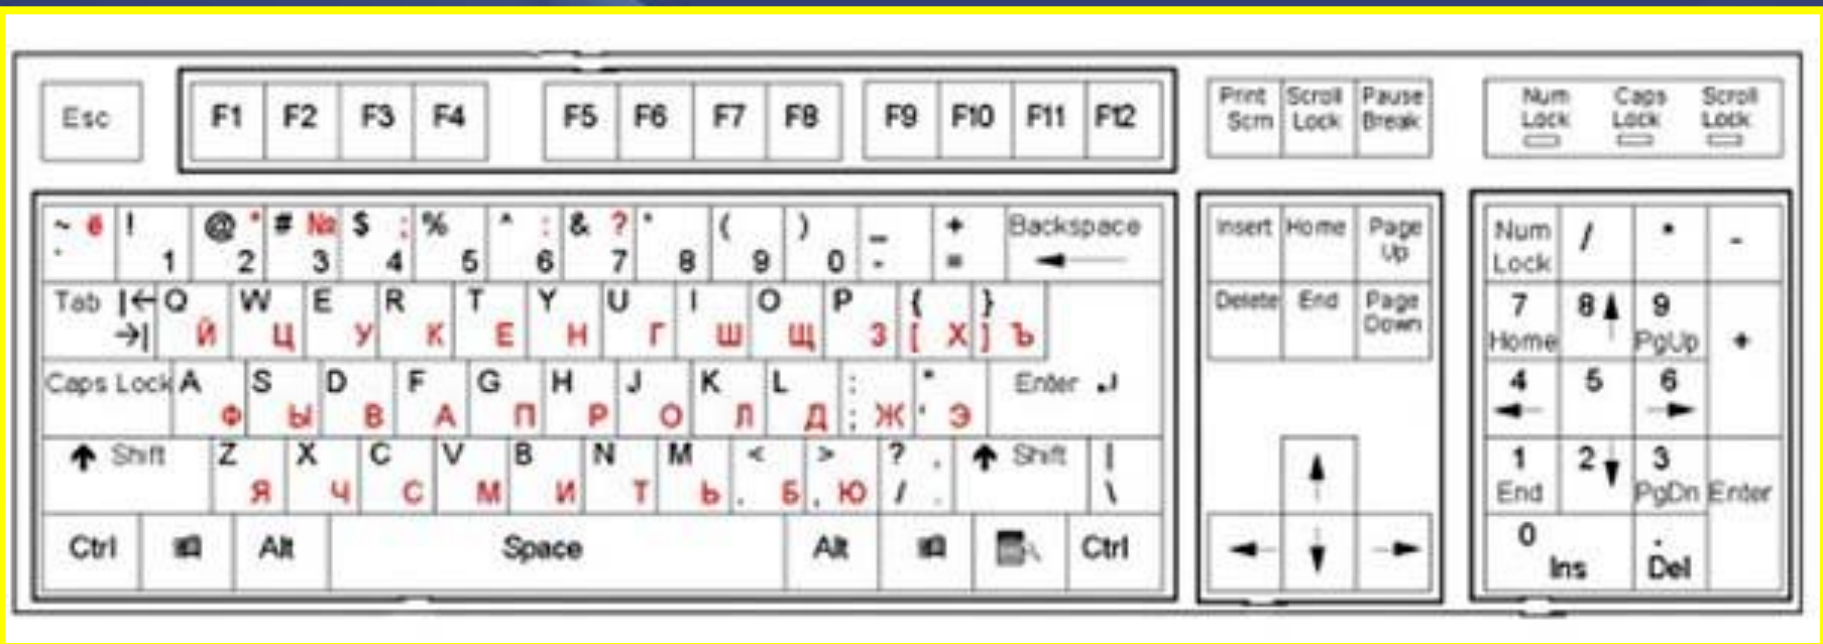 Esc F1 F2 F3 F4 F5 F6 F7 F8 F9 F10 F11 F12 Print Scrn Scroll Lock Pause Break Num Lock Caps Lock Scroll Lock
~ ё ! @ " # № $ ; % ^ : & ? * ( ) _ + Backspace Insert Home Page Up Num Lock / * -
` 1 2 3 4 5 6 7 8 9 0 - =
Tab Q W E R T Y U I O P { } Delete End Page Down 7 8 9
Й Ц У К Е Н Г Ш Щ З [ Х ] Ъ Home PgUp +
Caps Lock A S D F G H J K L : " Enter 4 5 6
Ф Ы В А П Р О Л Д ; Ж ' Э
Shift Z X C V B N M < > ? , Shift | 1 2 3
Я Ч С М И Т Ь . Б , Ю / . \ End PgDn Enter
Ctrl Alt Space Alt Ctrl 0 .
Ins Del